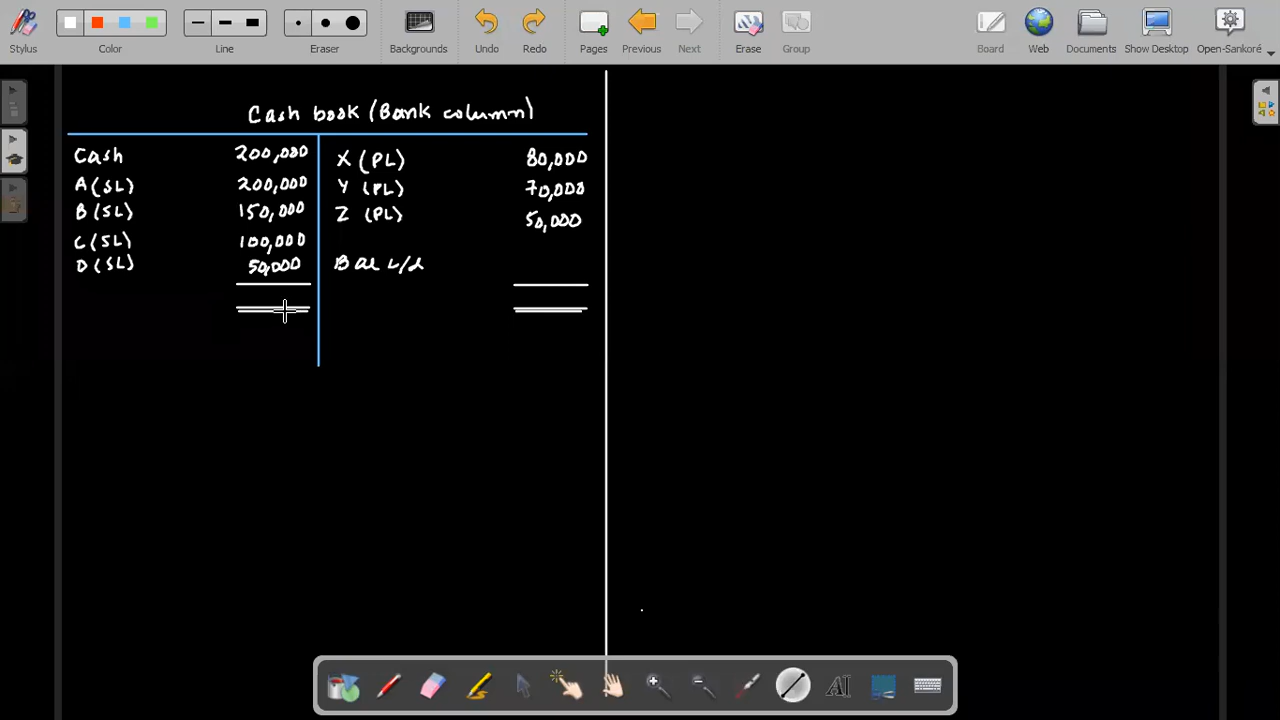 Stylus
Color
Line
Eraser
Backgrounds
Undo
Redo
Pages
Previous
Next
Erase
Group
Board
Web
Documents
Show Desktop
Open-Sankoré
Cash book (Bank column)
Cash 200,000 X (PL) 80,000
A (SL) 200,000 Y (PL) 70,000
B (SL) 150,000 Z (PL) 50,000
C (SL) 100,000
D (SL) 50,000 Bal c/d
AI